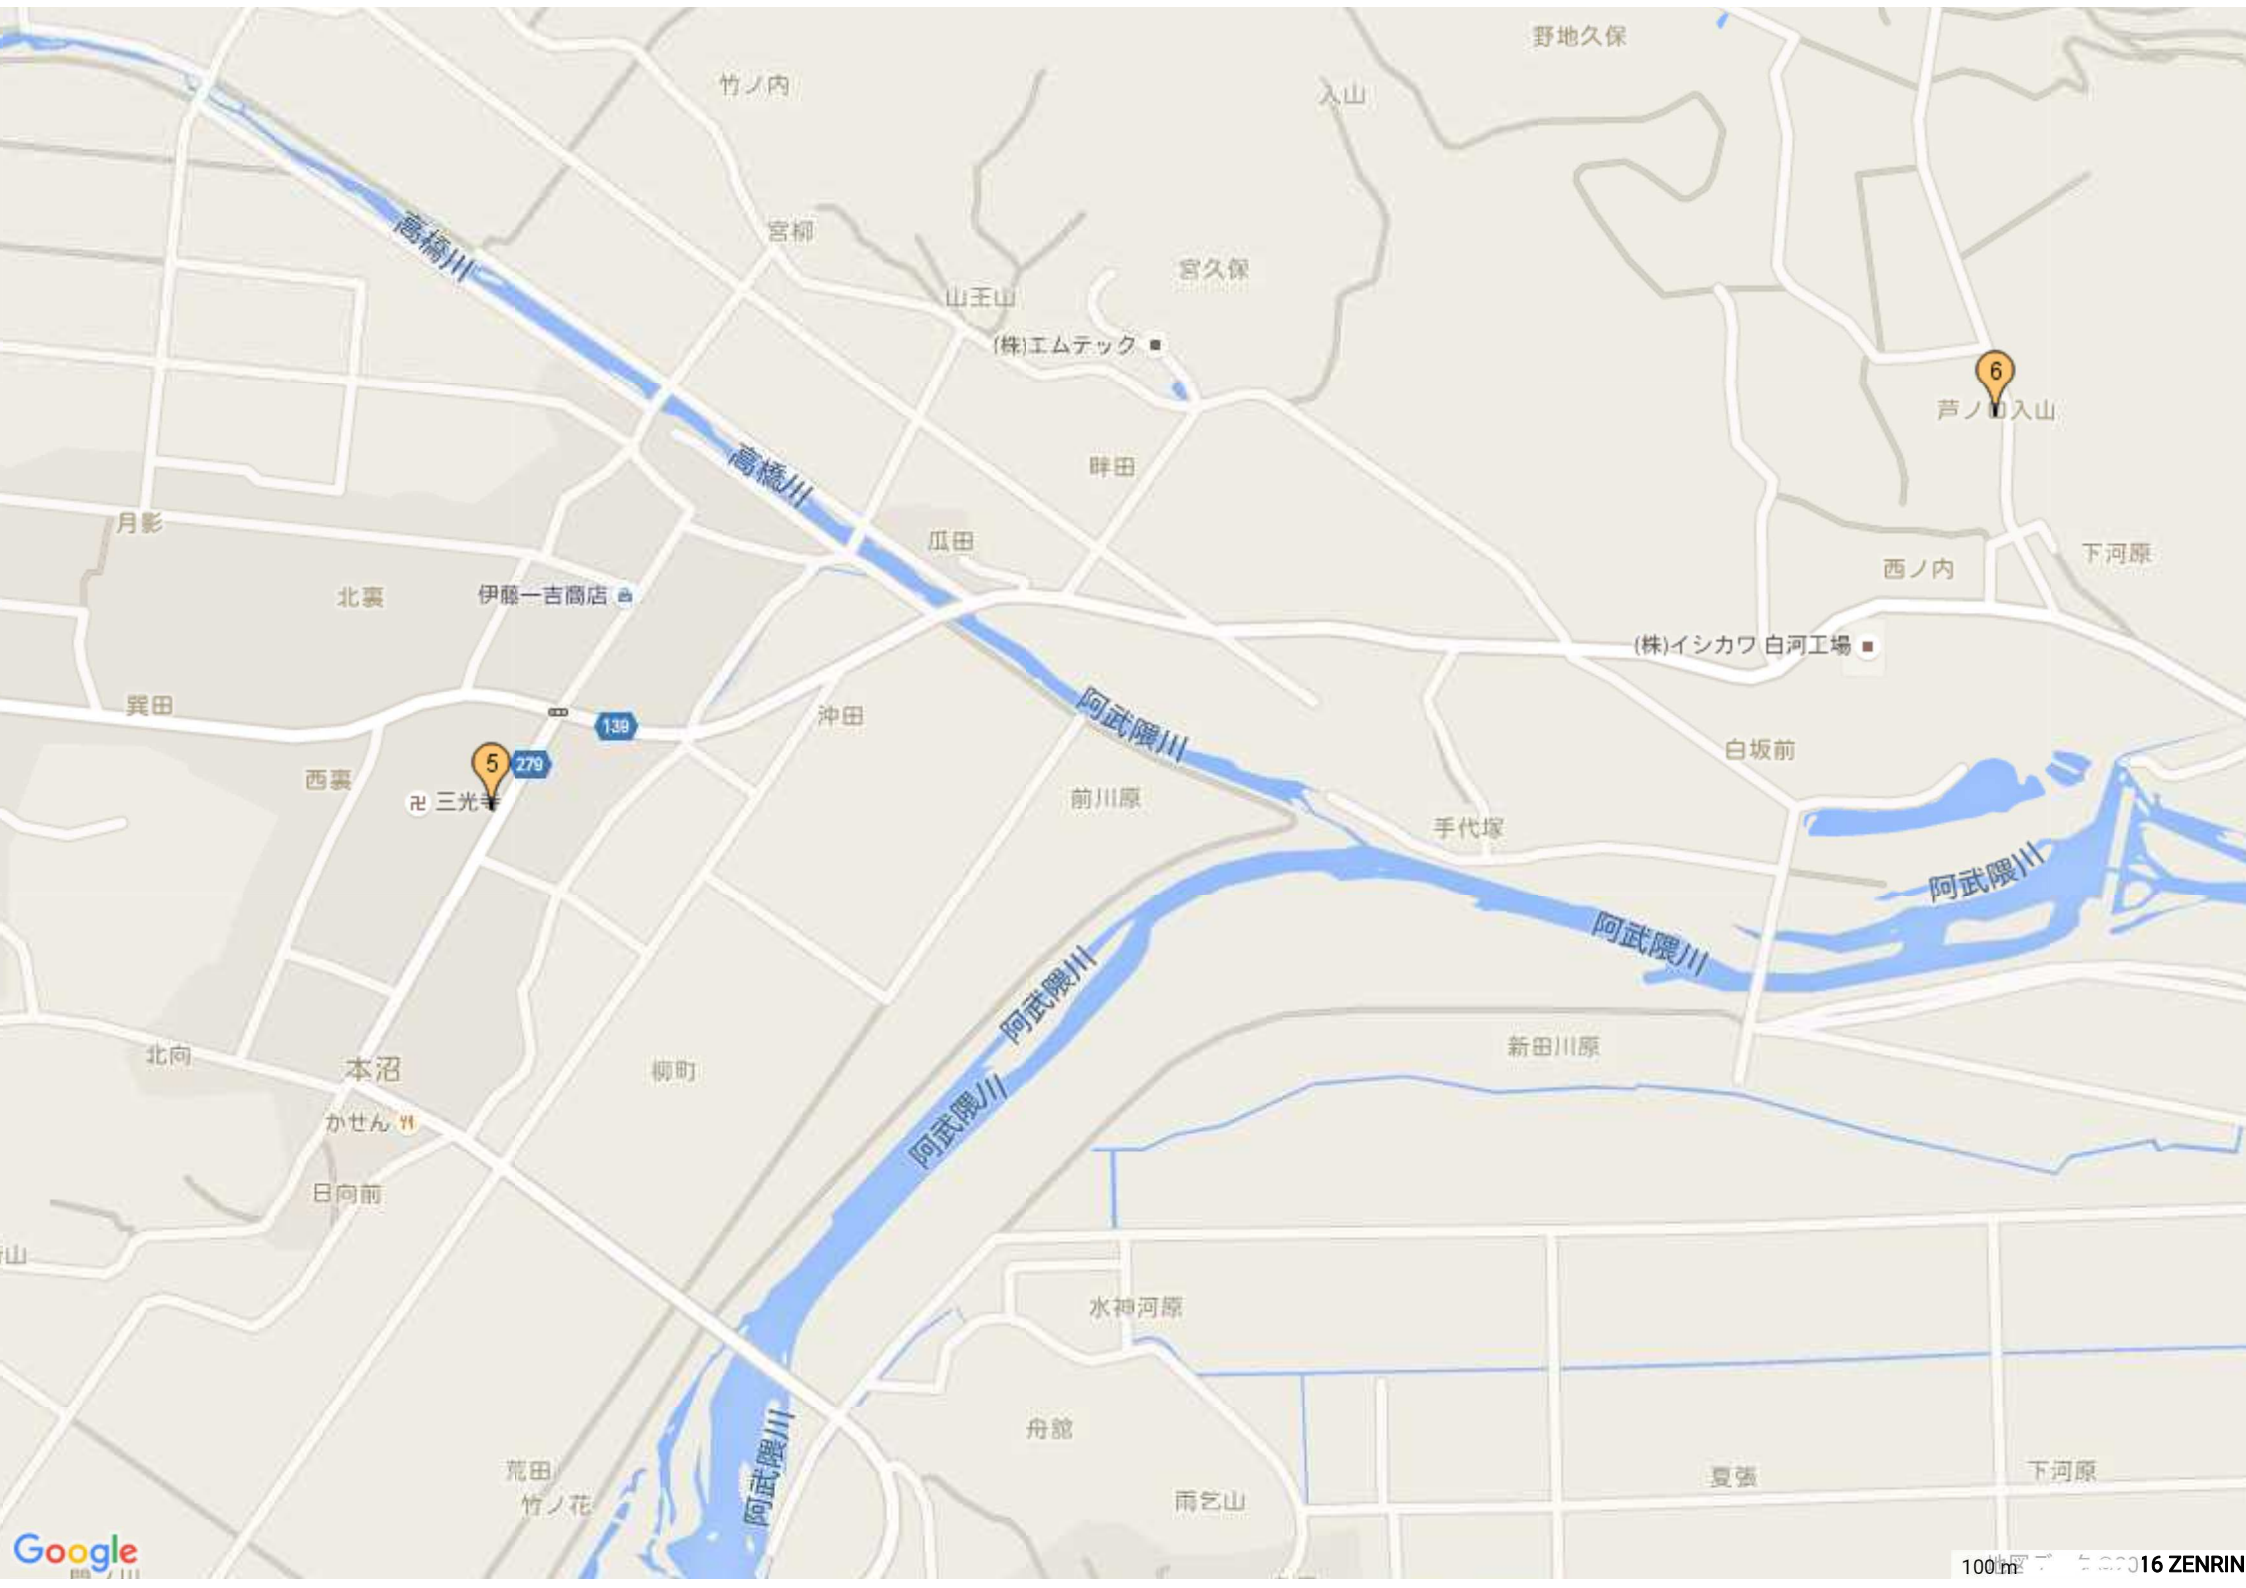 野地久保
竹ノ内
入山
高橋川
宮柳
宮久保
山王山
(株)エムテック
6
芦ノ口入山
高橋川
畔田
月影
瓜田
下河原
西ノ内
北裏
伊藤一吉商店
(株)イシカワ 白河工場
巽田
沖田
139
阿武隈川
白坂前
5
279
西裏
卍 三光寺
前川原
手代塚
阿武隈川
阿武隈川
阿武隈川
新田川原
北向
本沼
柳町
阿武隈川
かせん
日向前
山
水神河原
舟舘
阿武隈川
荒田
竹ノ花
雨乞山
夏張
下河原
Google
100 m
2016 ZENRIN